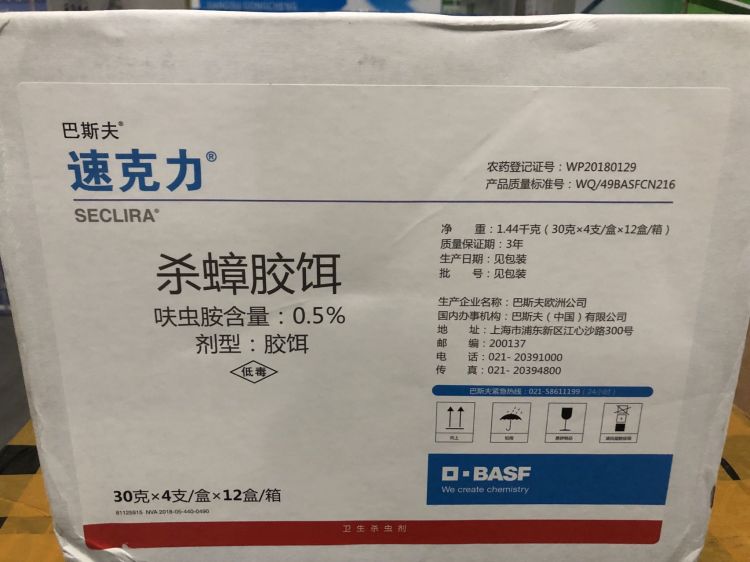 巴斯夫®
速克力®
SECLIRA®
杀蟑胶饵
呋虫胺含量：0.5%
剂型：胶饵
低毒
30克×4支/盒×12盒/箱
81125915 NVA 2018-05-440-0490
农药登记证号：WP20180129
产品质量标准号：WQ/49BASFCN216
净 重：1.44千克（30克×4支/盒×12盒/箱）
质量保证期：3年
生产日期：见包装
批 号：见包装
生产企业名称：巴斯夫欧洲公司
国内办事机构：巴斯夫（中国）有限公司
地 址：上海市浦东新区江心沙路300号
邮 编：200137
电 话：021- 20391000
传 真：021- 20394800
巴斯夫紧急热线：021-58611199（24小时）
向上
怕雨
易碎物品
BASF
We create chemistry
卫生杀虫剂